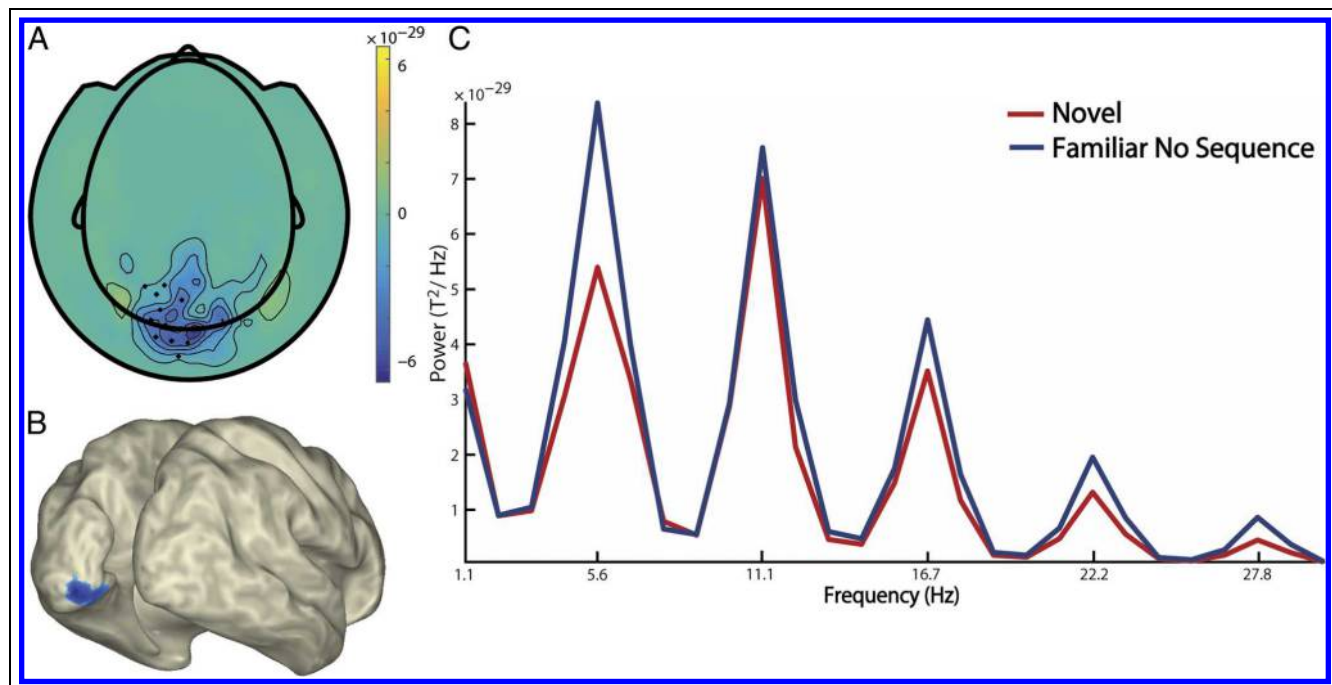 A
×10⁻²⁹
6
0
−6
B
C
×10⁻²⁹
8
7
6
5
4
3
2
1
Power (T²/ Hz)
Novel
Familiar No Sequence
1.1 5.6 11.1 16.7 22.2 27.8
Frequency (Hz)